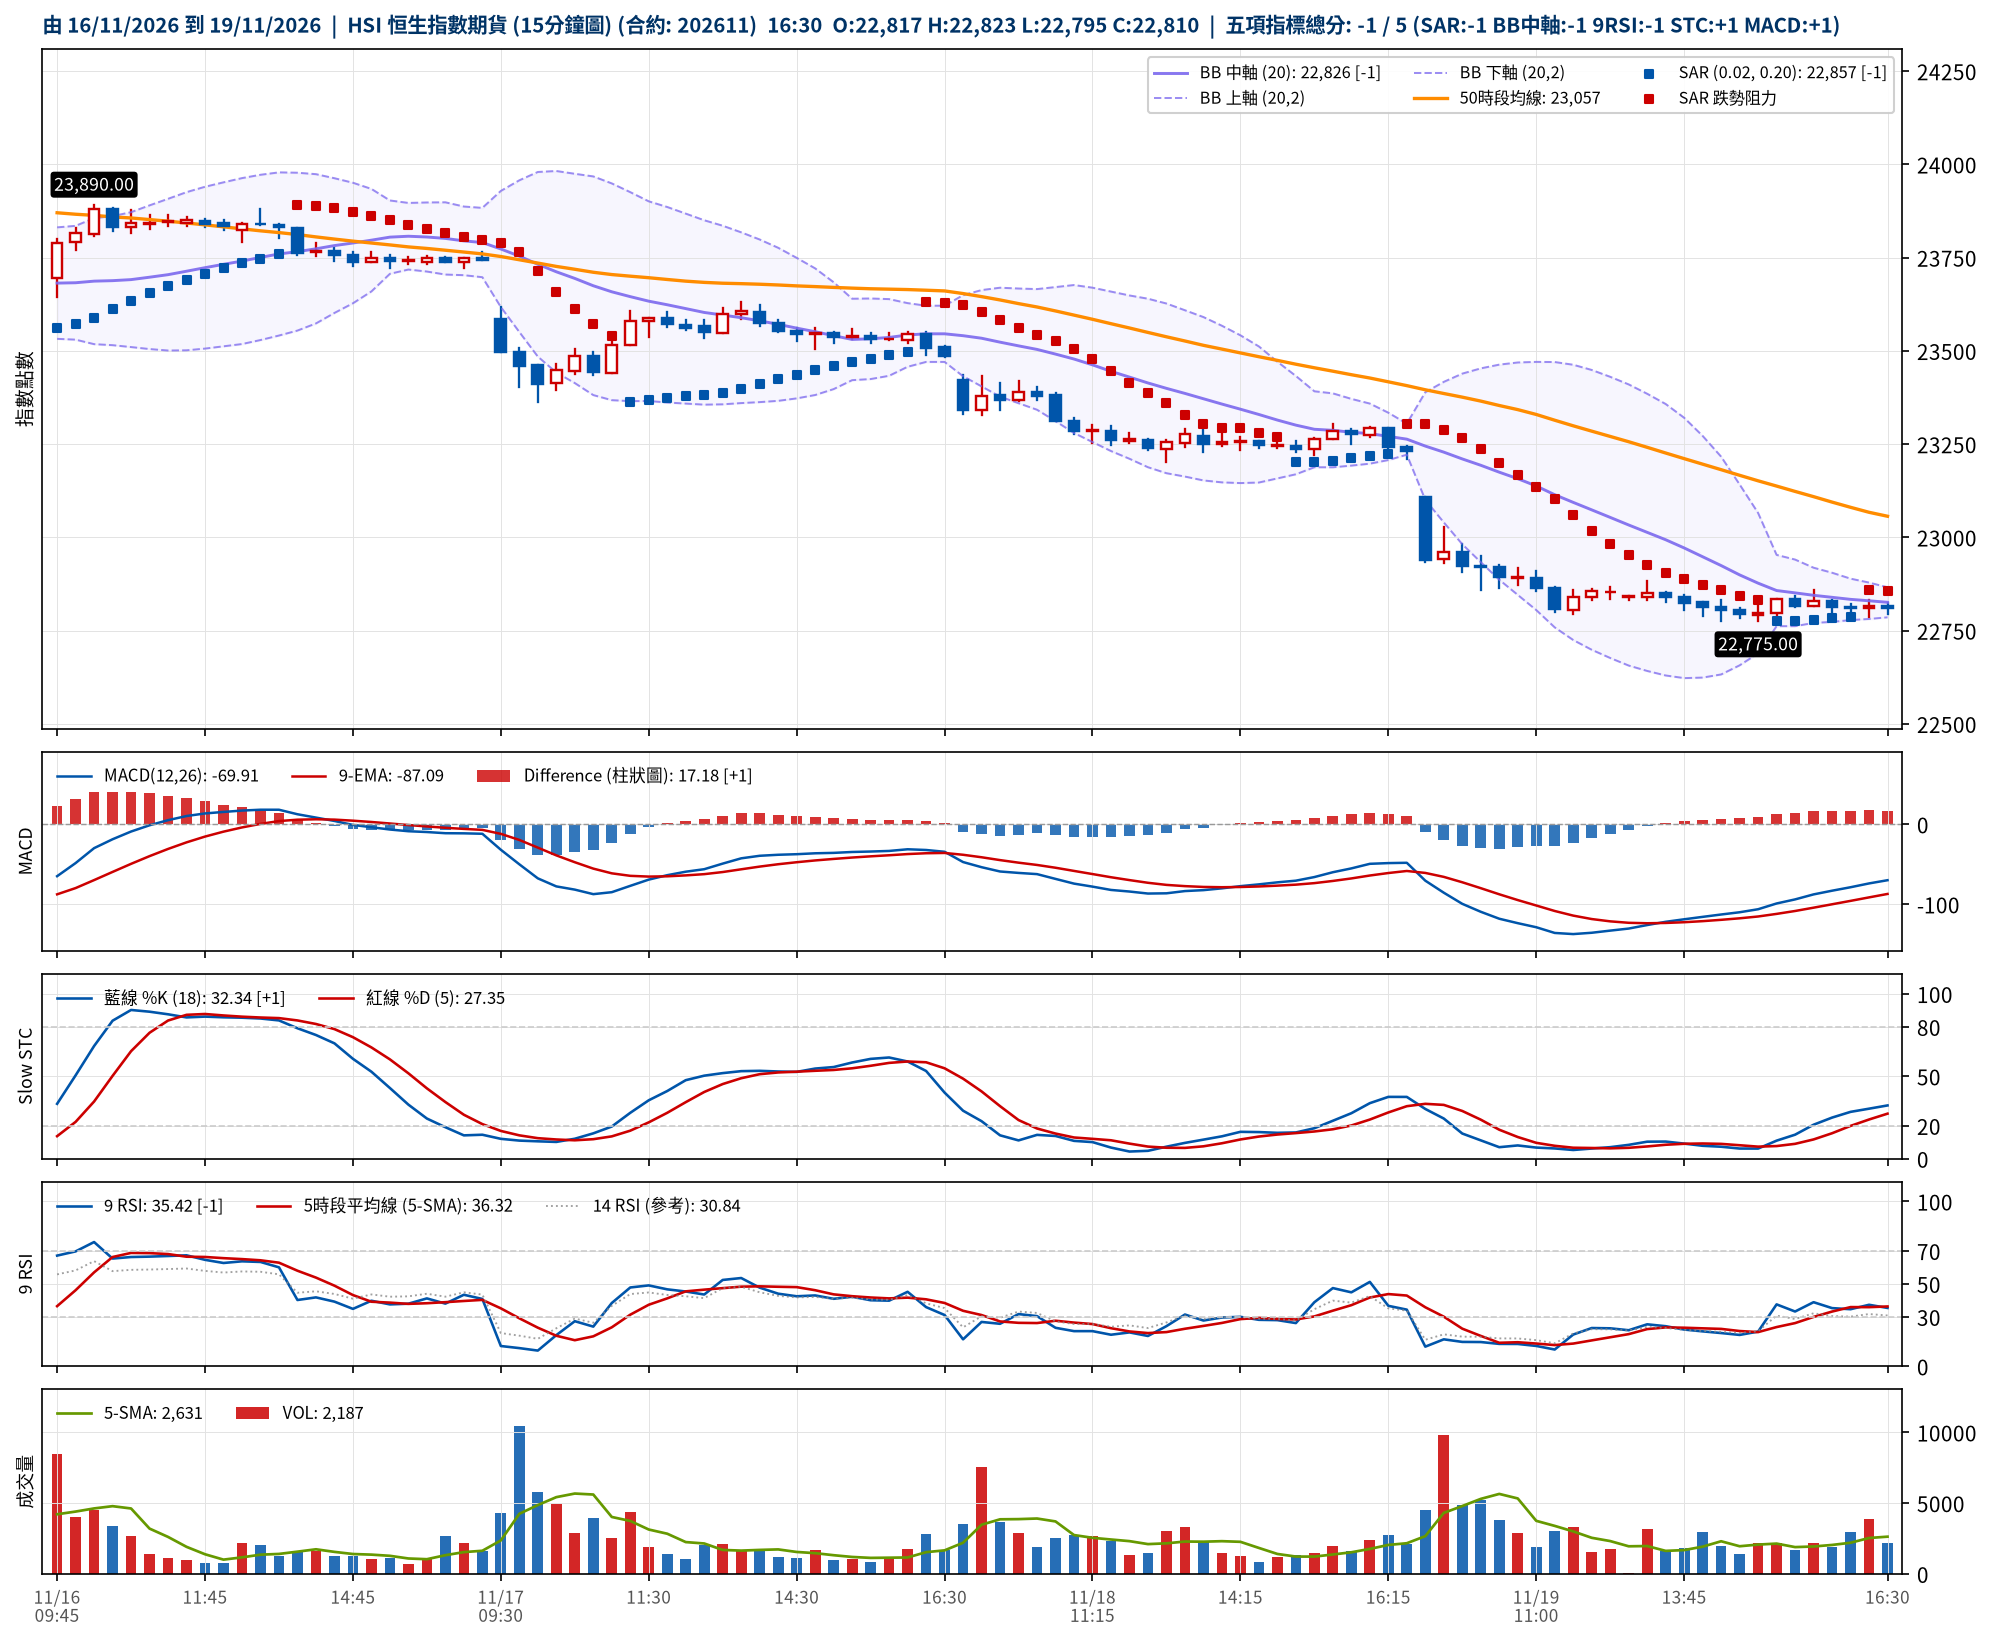 由 16/11/2026 到 19/11/2026 | HSI 恒生指數期貨 (15分鐘圖) (合約: 202611) 16:30 O:22,817 H:22,823 L:22,795 C:22,810 | 五項指標總分: -1 / 5 (SAR:-1 BB中軸:-1 9RSI:-1 STC:+1 MACD:+1)
BB 中軸 (20): 22,826 [-1]
BB 上軸 (20,2)
BB 下軸 (20,2)
50時段均線: 23,057
SAR (0.02, 0.20): 22,857 [-1]
SAR 跌勢阻力
23,890.00
22,775.00
指數點數
24250
24000
23750
23500
23250
23000
22750
22500
MACD(12,26): -69.91
9-EMA: -87.09
Difference (柱狀圖): 17.18 [+1]
MACD
0
-100
藍線 %K (18): 32.34 [+1]
紅線 %D (5): 27.35
Slow STC
100
80
50
20
0
9 RSI: 35.42 [-1]
5時段平均線 (5-SMA): 36.32
14 RSI (參考): 30.84
9 RSI
100
70
50
30
0
5-SMA: 2,631
VOL: 2,187
成交量
10000
5000
0
11/16
09:45
11:45
14:45
11/17
09:30
11:30
14:30
16:30
11/18
11:15
14:15
16:15
11/19
11:00
13:45
16:30